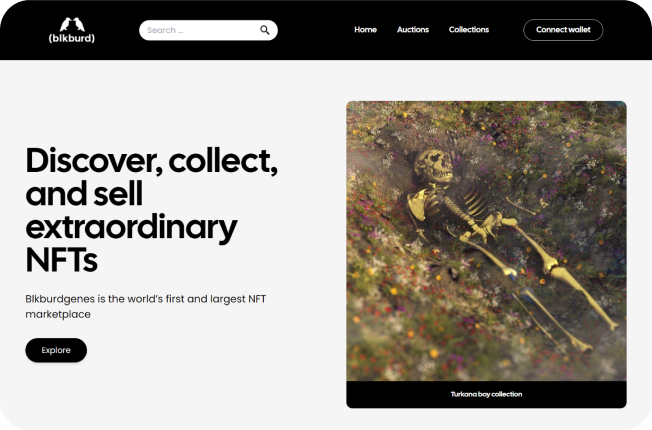 (blkburd)
Search ...
Home
Auctions
Collections
Connect wallet
Discover, collect,
and sell
extraordinary
NFTs
Blkburdgenes is the world's first and largest NFT
marketplace
Explore
Turkana boy collection